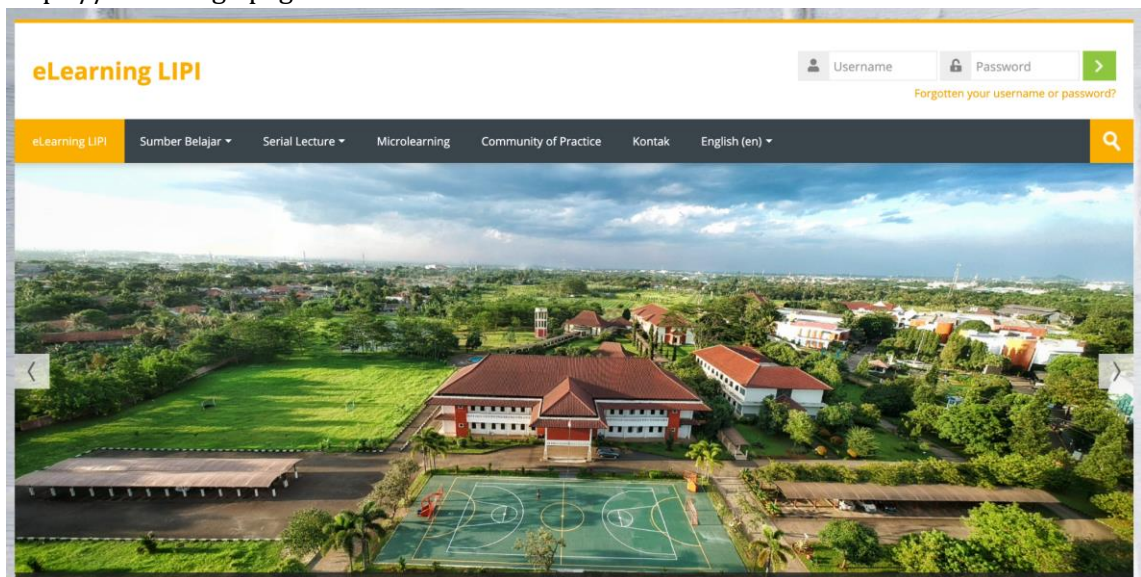 eLearning LIPI
Username
Password
Forgotten your username or password?
eLearning LIPI Sumber Belajar Serial Lecture Microlearning Community of Practice Kontak English (en)